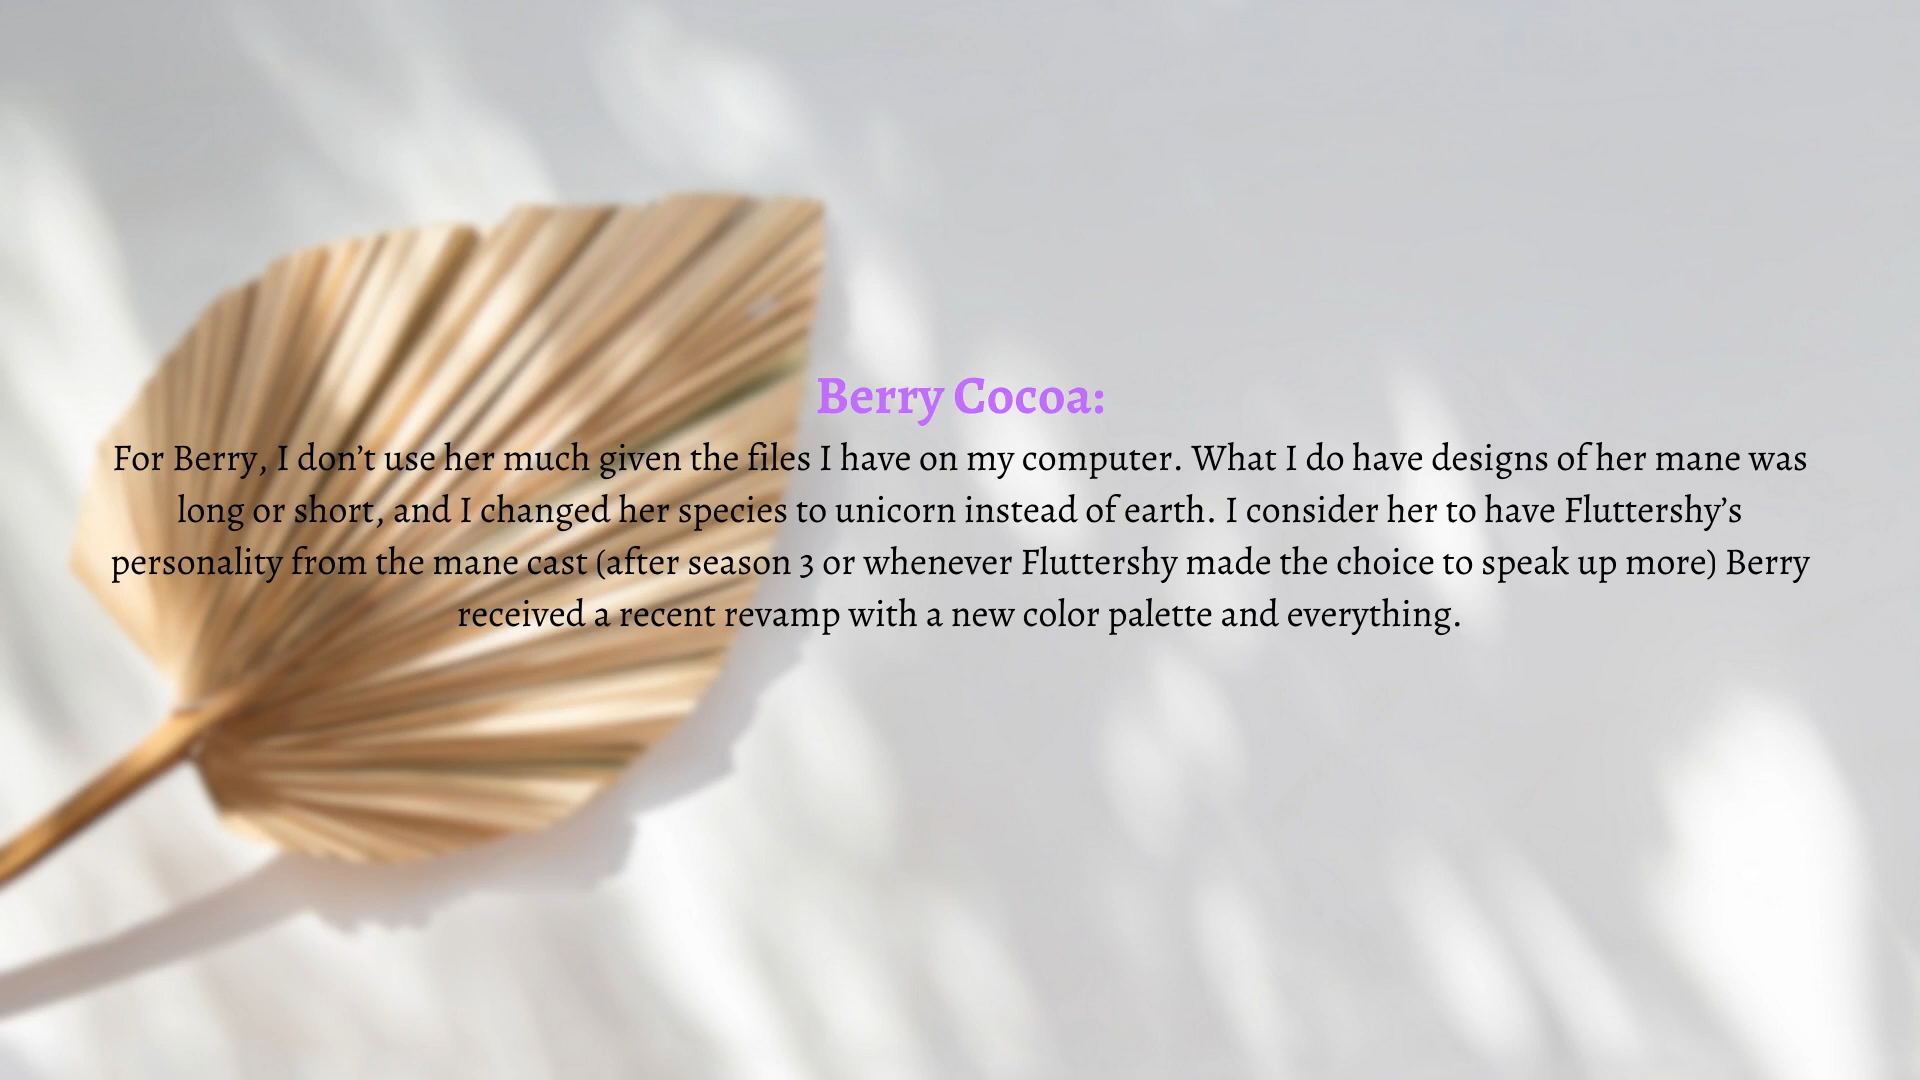 Berry Cocoa:
For Berry, I don’t use her much given the files I have on my computer. What I do have designs of her mane was
long or short, and I changed her species to unicorn instead of earth. I consider her to have Fluttershy’s
personality from the mane cast (after season 3 or whenever Fluttershy made the choice to speak up more) Berry
received a recent revamp with a new color palette and everything.